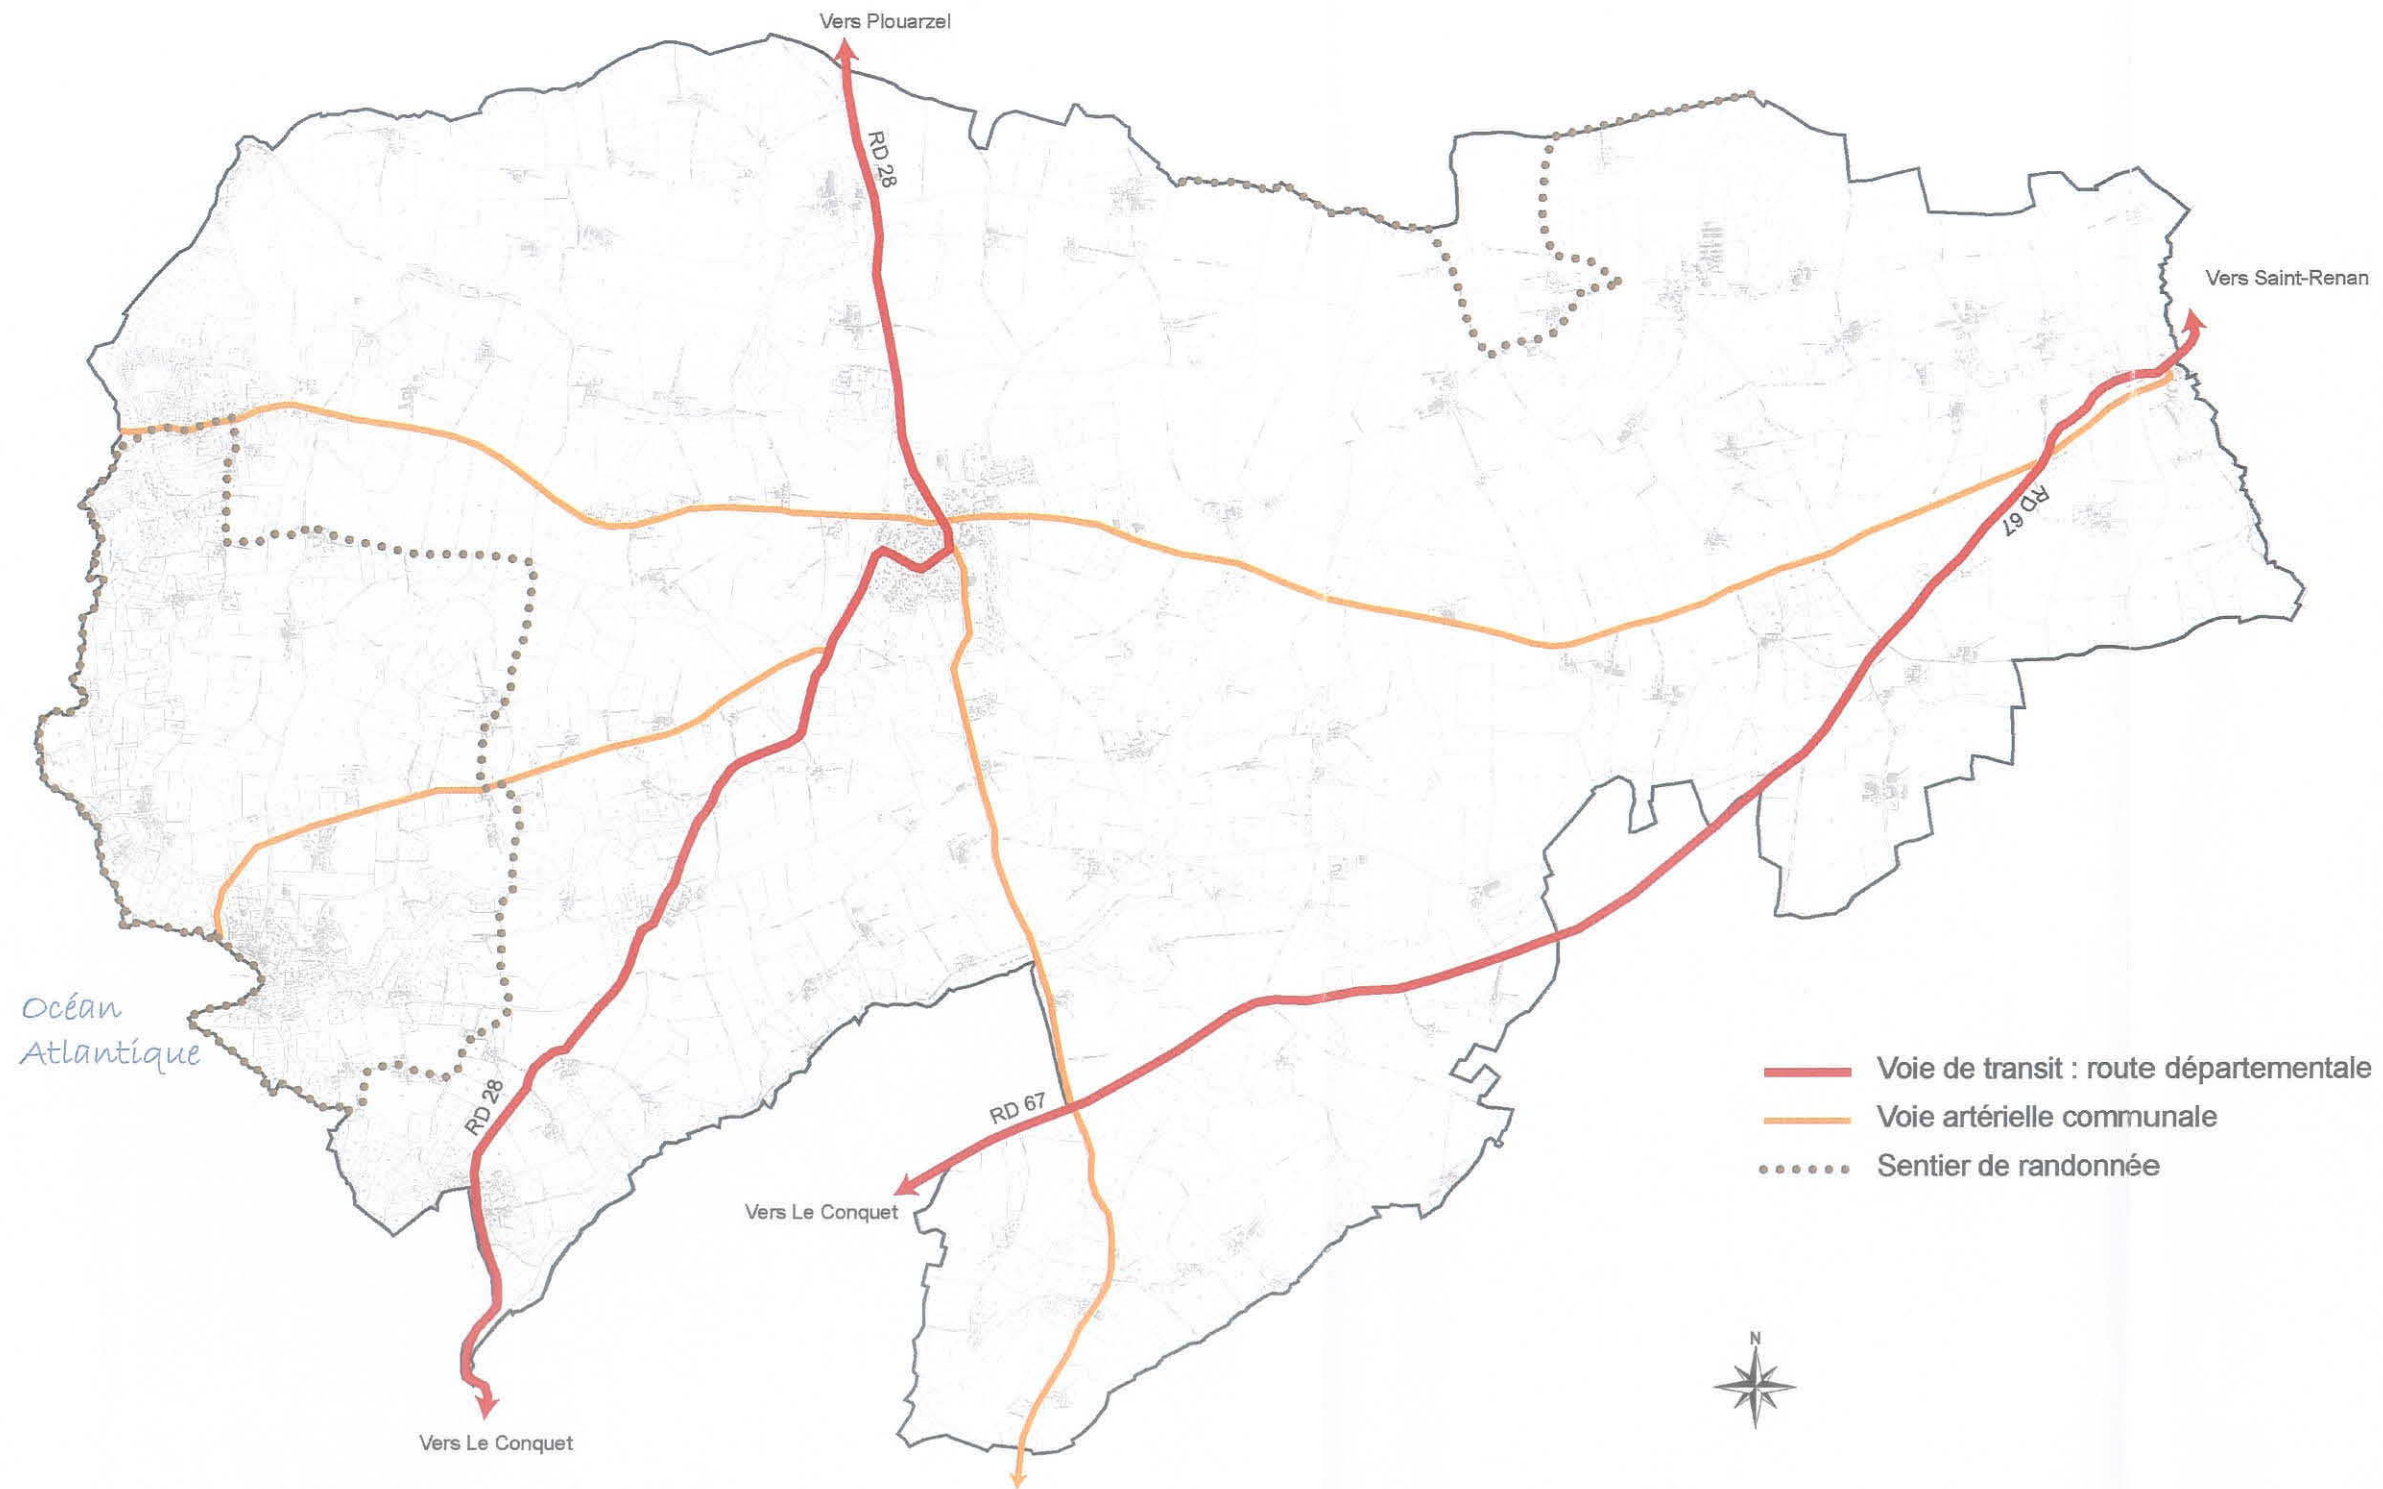 Vers Plouarzel
RD 28
Vers Saint-Renan
RD 67
Océan
Atlantique
RD 28
RD 67
Vers Le Conquet
Voie de transit : route départementale
Voie artérielle communale
Sentier de randonnée
N
Vers Le Conquet